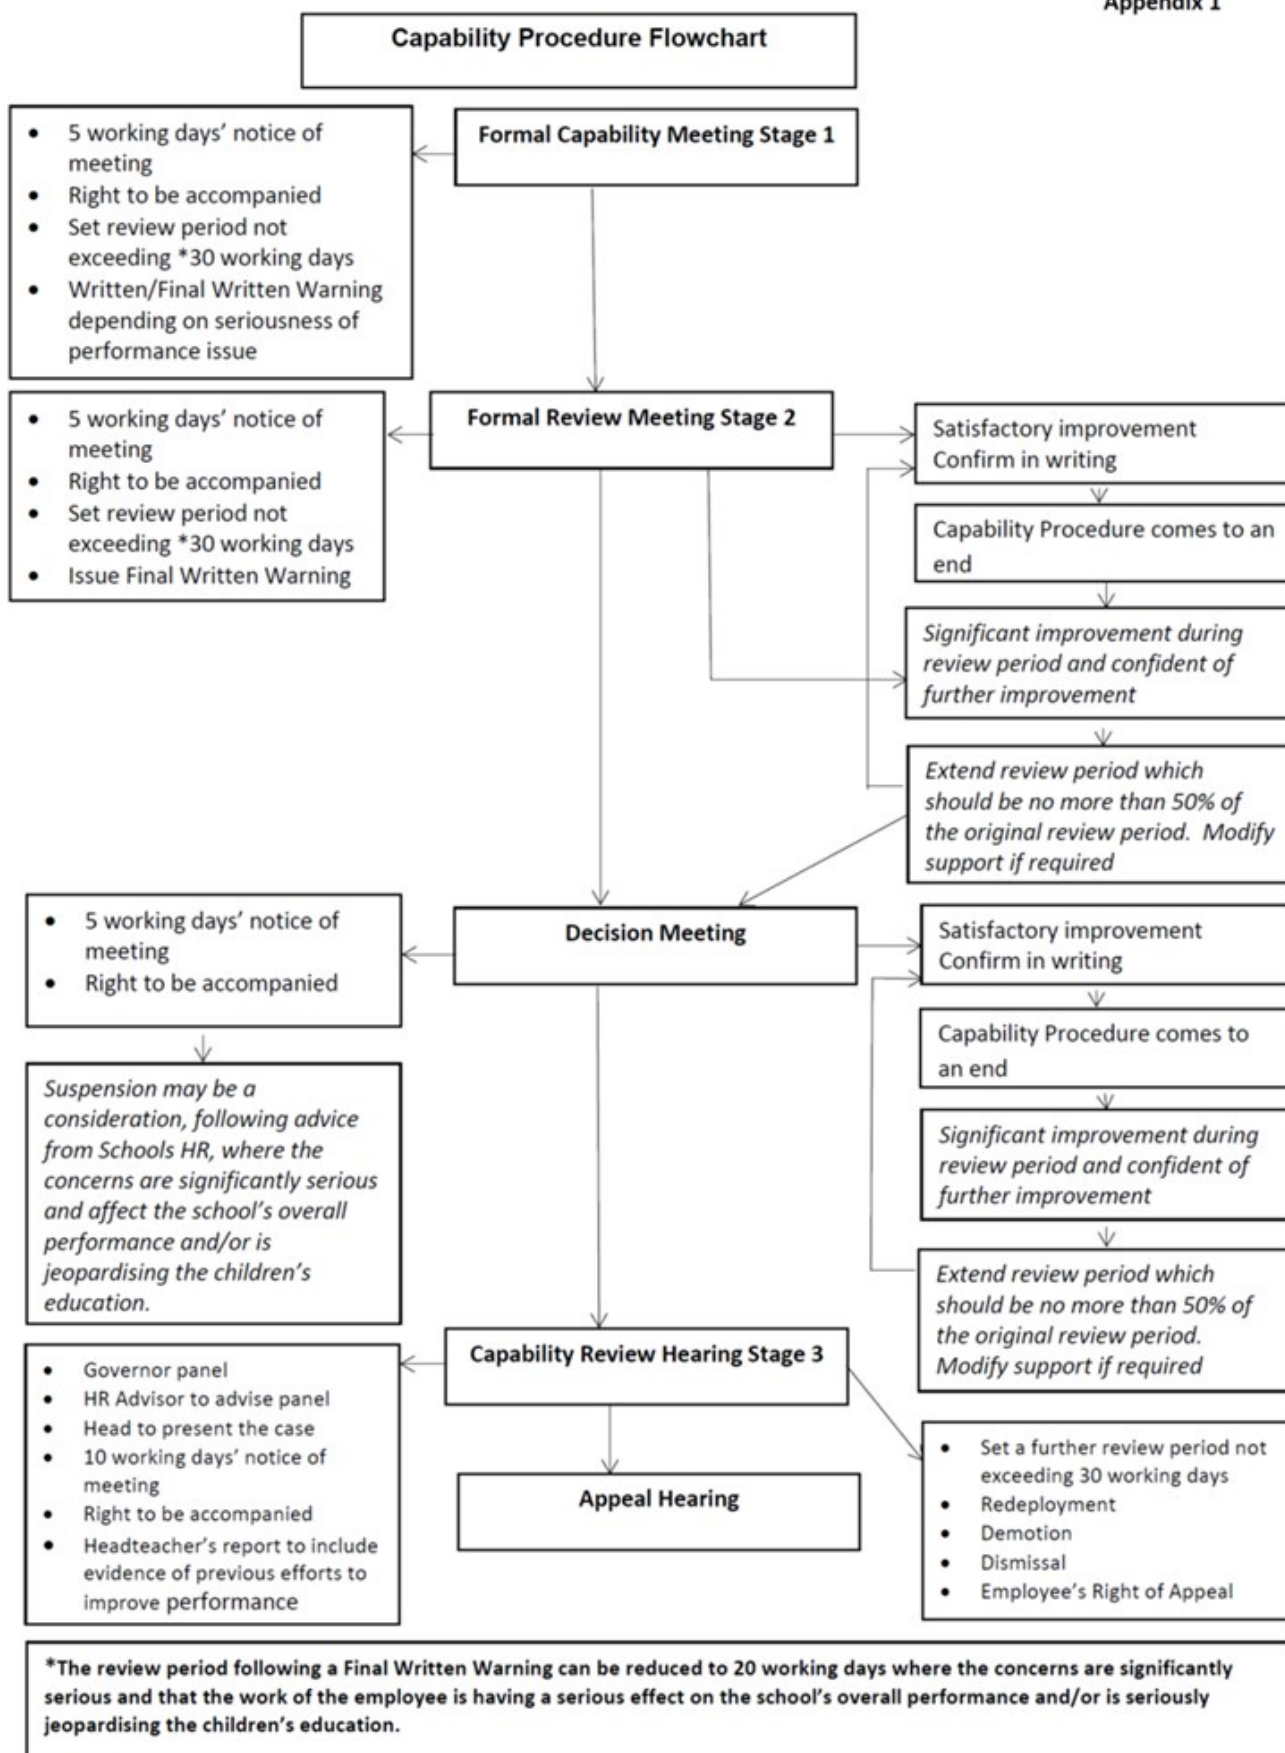 Appendix 1
Capability Procedure Flowchart
• 5 working days’ notice of
meeting
• Right to be accompanied
• Set review period not
exceeding *30 working days
• Written/Final Written Warning
depending on seriousness of
performance issue
Formal Capability Meeting Stage 1
• 5 working days’ notice of
meeting
• Right to be accompanied
• Set review period not
exceeding *30 working days
• Issue Final Written Warning
Formal Review Meeting Stage 2
Satisfactory improvement
Confirm in writing
Capability Procedure comes to an
end
Significant improvement during
review period and confident of
further improvement
Extend review period which
should be no more than 50% of
the original review period. Modify
support if required
• 5 working days’ notice of
meeting
• Right to be accompanied
Decision Meeting
Satisfactory improvement
Confirm in writing
Capability Procedure comes to
an end
Significant improvement during
review period and confident of
further improvement
Extend review period which
should be no more than 50% of
the original review period.
Modify support if required
Suspension may be a
consideration, following advice
from Schools HR, where the
concerns are significantly serious
and affect the school’s overall
performance and/or is
jeopardising the children’s
education.
• Governor panel
• HR Advisor to advise panel
• Head to present the case
• 10 working days’ notice of
meeting
• Right to be accompanied
• Headteacher’s report to include
evidence of previous efforts to
improve performance
Capability Review Hearing Stage 3
Appeal Hearing
• Set a further review period not
exceeding 30 working days
• Redeployment
• Demotion
• Dismissal
• Employee’s Right of Appeal
*The review period following a Final Written Warning can be reduced to 20 working days where the concerns are significantly
serious and that the work of the employee is having a serious effect on the school’s overall performance and/or is seriously
jeopardising the children’s education.